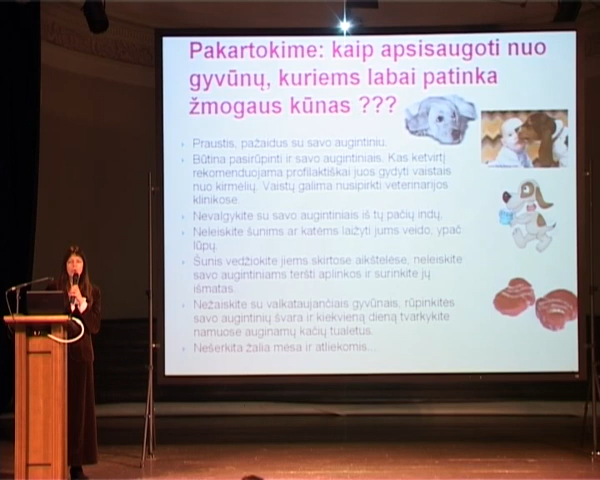 Pakartokime: kaip apsisaugoti nuo
gyvūnų, kuriems labai patinka
žmogaus kūnas ???
Praustis, pažaidus su savo augintiniu.
Būtina pasirūpinti ir savo augintiniais. Kas ketvirtį
rekomenduojama profilaktiškai juos gydyti vaistais
nuo kirmėlių. Vaistų galima nusipirkti veterinarijos
klinikose.
Nevalgykite su savo augintiniais iš tų pačių indų.
Neleiskite šunims ar katėms laižyti jums veido, ypač
lūpų.
Šunis vedžiokite jiems skirtose aikštelėse, neleiskite
savo augintiniams teršti aplinkos ir surinkite jų
išmatas.
Nežaiskite su valkataujančiais gyvūnais, rūpinkitės
savo augintinių švara ir kiekvieną dieną tvarkykite
namuose auginamų kačių tualetus.
Nešerkita žalia mėsa ir atliekomis...